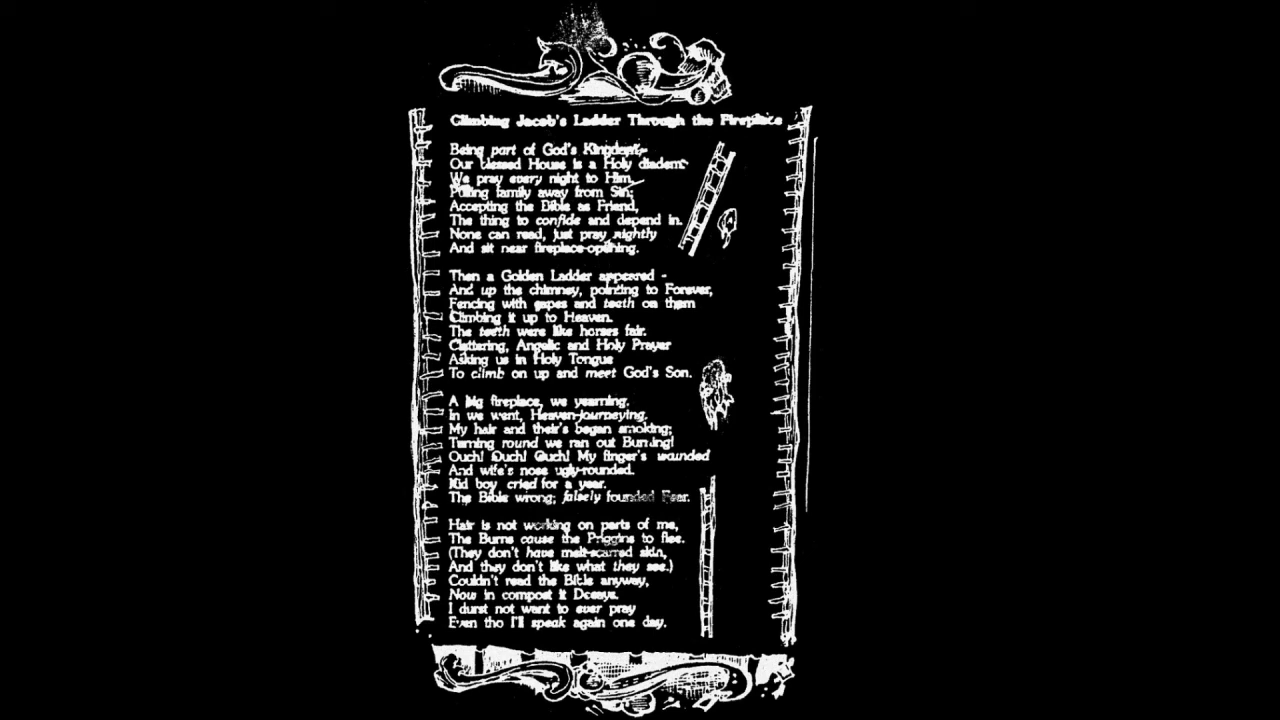 Climbing Jacob's Ladder Through the Fireplace
Being part of God's Kingdom,
Our blessed House is a Holy diadem.
We pray every night to Him,
Pulling family away from Sin;
Accepting the Bible as Friend,
The thing to confide and depend in.
None can read, just pray nightly
And sit near fireplace-opening.
Then a Golden Ladder appeared -
And up the chimney, pointing to Forever,
Fencing with gapes and teeth on them
Climbing it up to Heaven.
The teeth were like horses fair.
Clattering, Angelic and Holy Prayer
Asking us in Holy Tongue
To climb on up and meet God's Son.
A big fireplace, we yearning.
In we went, Heaven-journeying.
My hair and their's began smoking;
Turning round we ran out Burning!
Ouch! Ouch! Ouch! My finger's wounded
And wife's nose ugly-rounded.
Kid boy cried for a year.
The Bible wrong; falsely founded Fear.
Hair is not working on parts of me,
The Burns cause the Priggins to flee.
(They don't have melt-scarred skin,
And they don't like what they see.)
Couldn't read the Bible anyway,
Now in compost it Decays.
I durst not want to ever pray
Even tho I'll speak again one day.